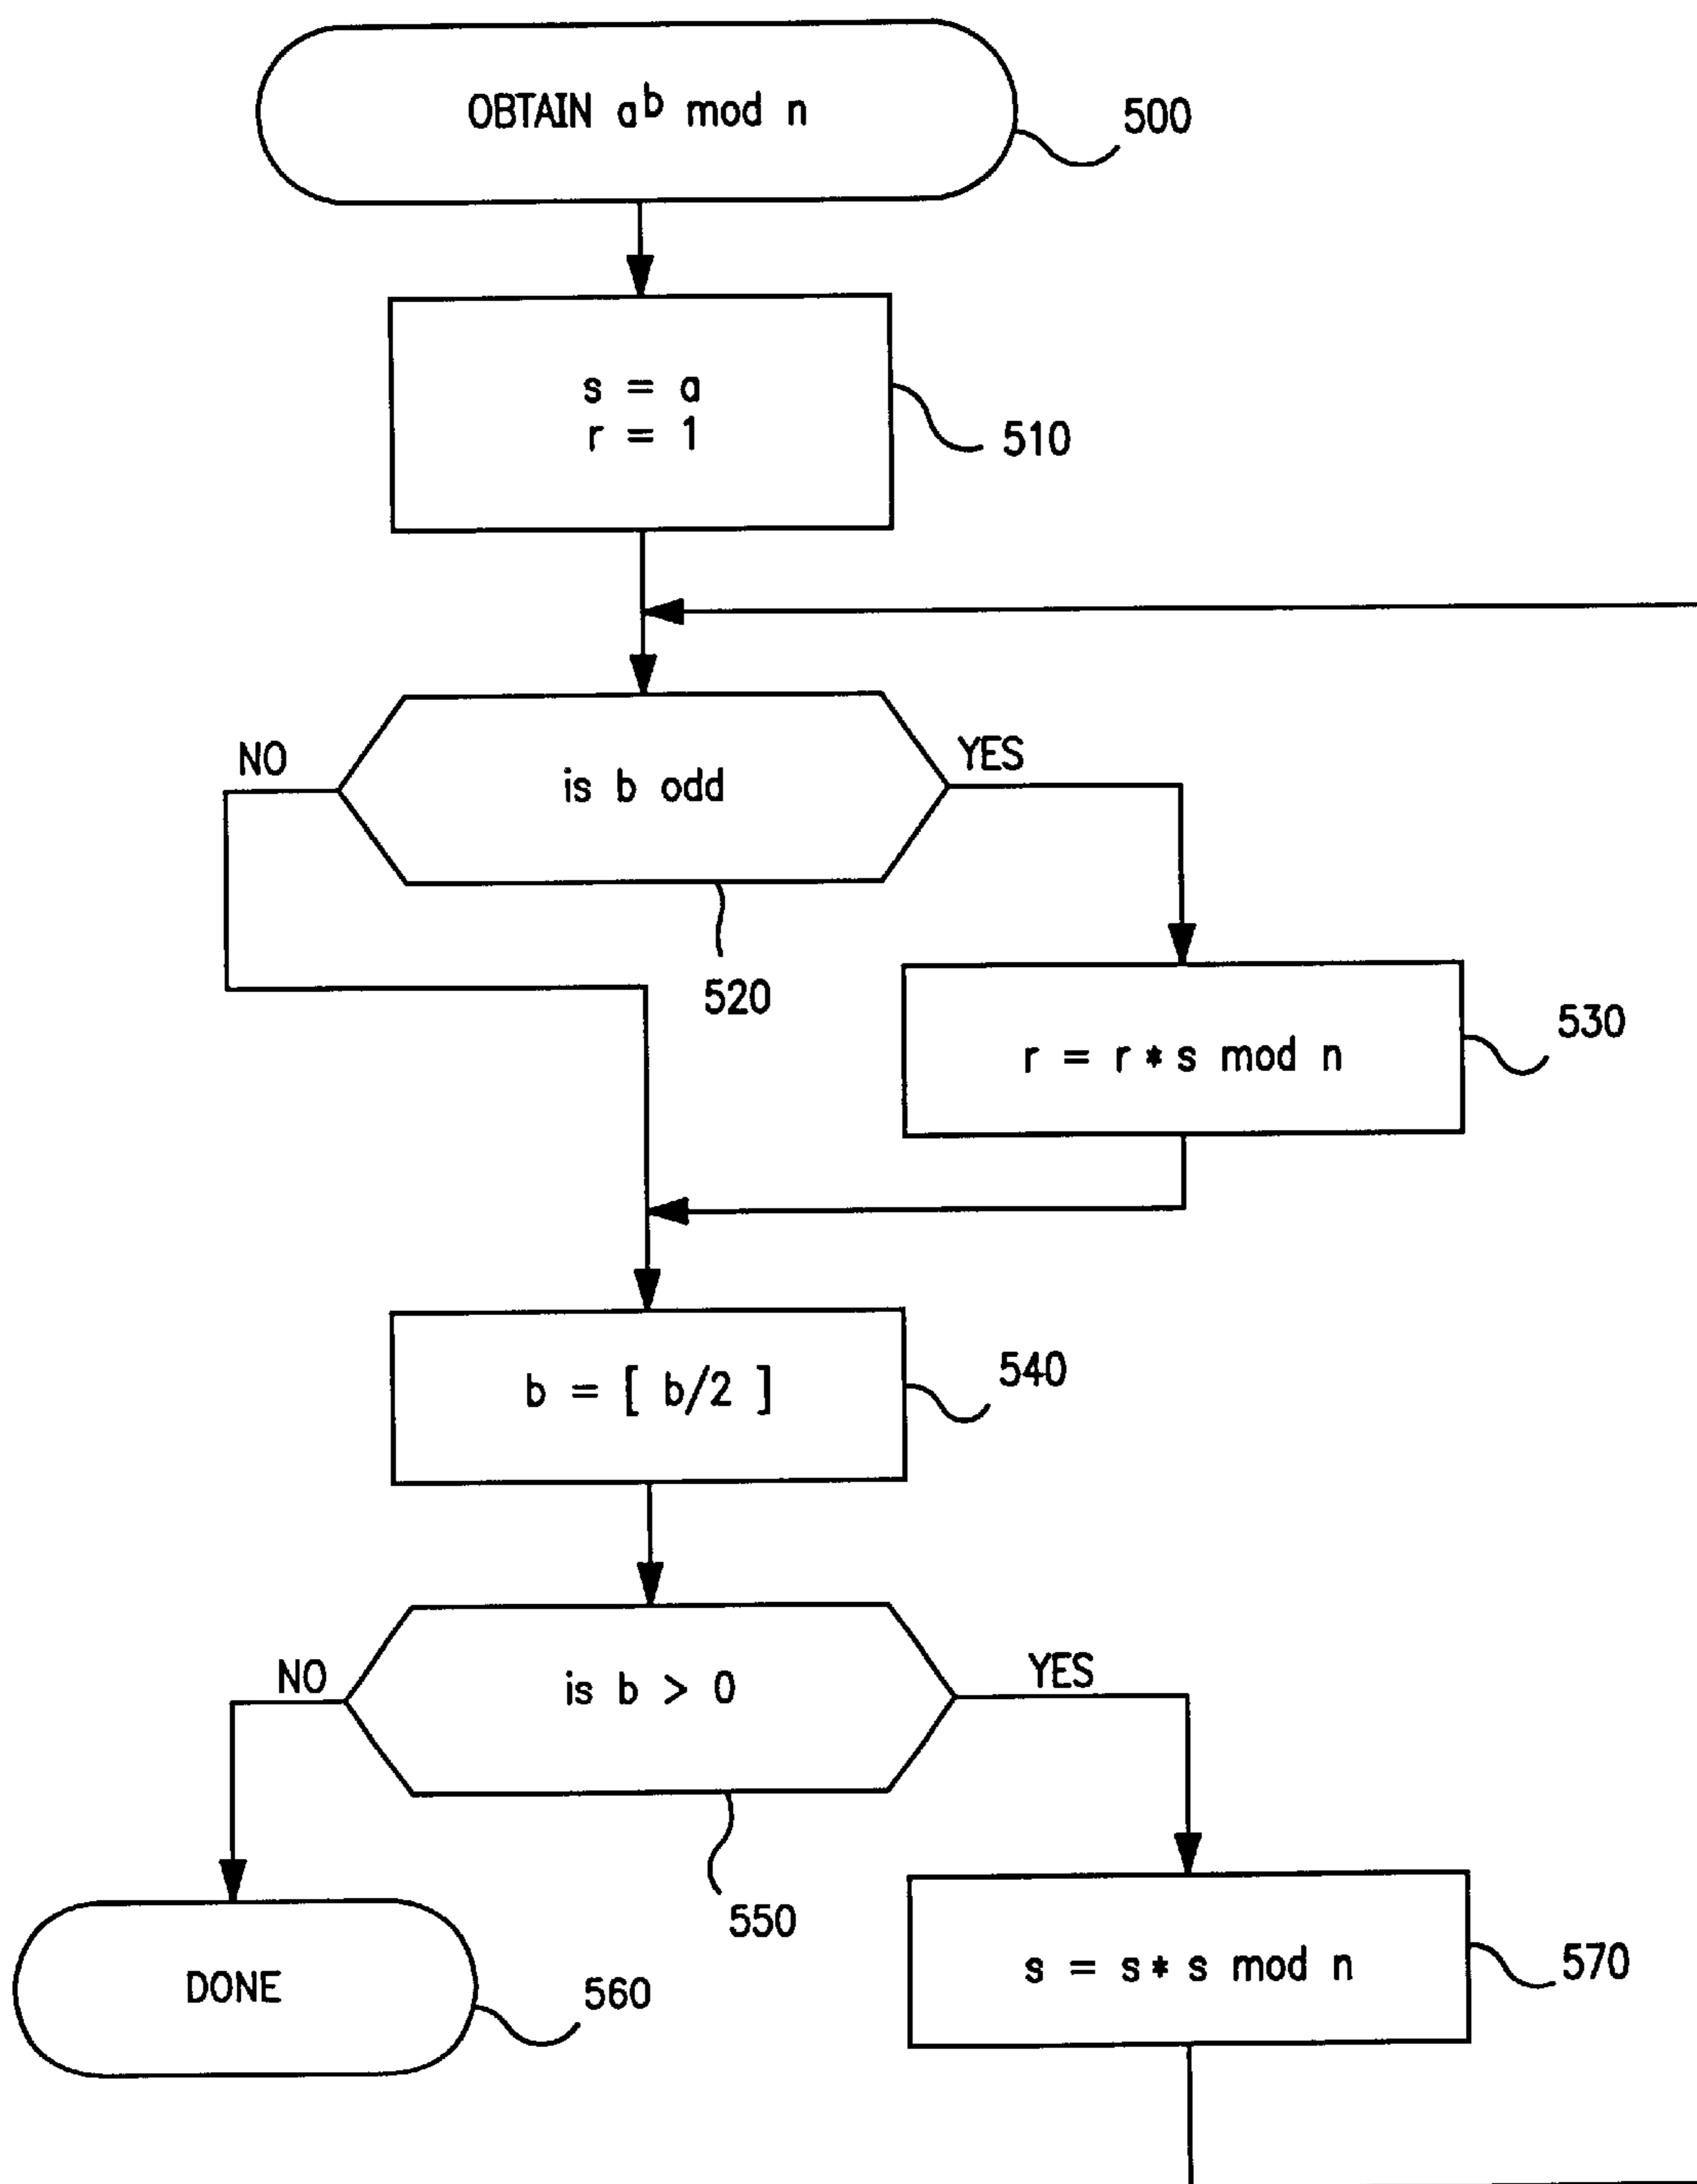 OBTAIN a^b mod n
500
s = a
r = 1
510
NO
YES
is b odd
520
530
r = r * s mod n
b = [ b/2 ]
540
NO
YES
is b > 0
550
DONE
560
s = s * s mod n
570